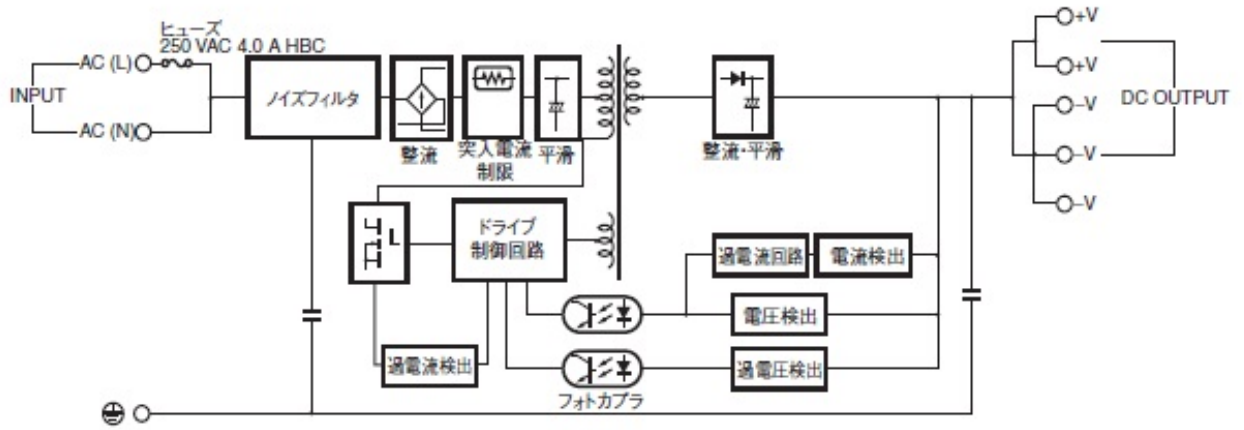 ヒューズ
250 VAC 4.0 A HBC
AC (L)
INPUT
AC (N)
ノイズフィルタ
整流
突入電流
制限
平滑
整流・平滑
+V
+V
–V
–V
–V
DC OUTPUT
ドライブ
制御回路
過電流回路
電流検出
電圧検出
過電流検出
過電圧検出
フォトカプラ